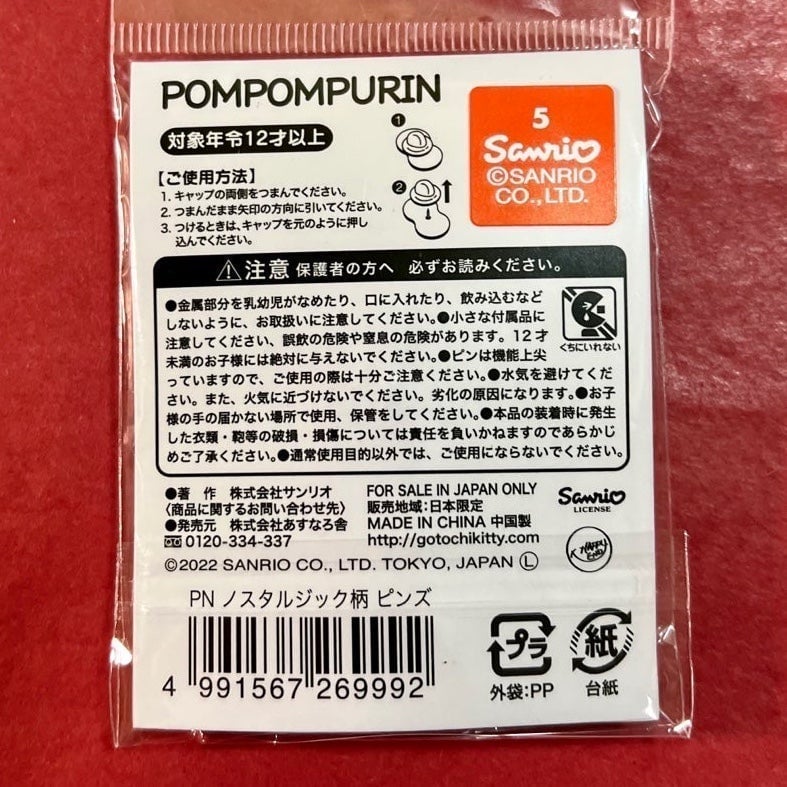 POMPOMPURIN
対象年令12才以上
5
Sanrio
©SANRIO
CO.,LTD.
【ご使用方法】
1
2
1. キャップの両側をつまんでください。
2. つまんだまま矢印の方向に引いてください。
3. つけるときは、キャップを元のように押し
込んでください。
注意 保護者の方へ 必ずお読みください。
●金属部分を乳幼児がなめたり、口に入れたり、飲み込むなど
しないように、お取扱いに注意してください。●小さな付属品に
注意してください、誤飲の危険や窒息の危険があります。12才
未満のお子様には絶対に与えないでください。●ピンは機能上尖
っていますので、ご使用の際は十分ご注意ください。●水気を避けてくだ
さい。また、火気に近づけないでください。劣化の原因になります。●お子
様の手の届かない場所で使用、保管をしてください。●本品の装着時に発生
した衣類・鞄等の破損・損傷については責任を負いかねますのであらかじ
めご了承ください。●通常使用目的以外では、ご使用にならないでください。
くちにいれない
●著 作 株式会社サンリオ
〈商品に関するお問い合わせ先〉
●発売元 株式会社あすなろ舎
0120-334-337
FOR SALE IN JAPAN ONLY
販売地域:日本限定
MADE IN CHINA 中国製
http://gotochikitty.com
Sanrio
LICENSE
K HAPPY END
©2022 SANRIO CO., LTD. TOKYO, JAPAN Ⓛ
PN ノスタルジック柄 ピンズ
4 991567 269992
プラ
外袋:PP
紙
台紙